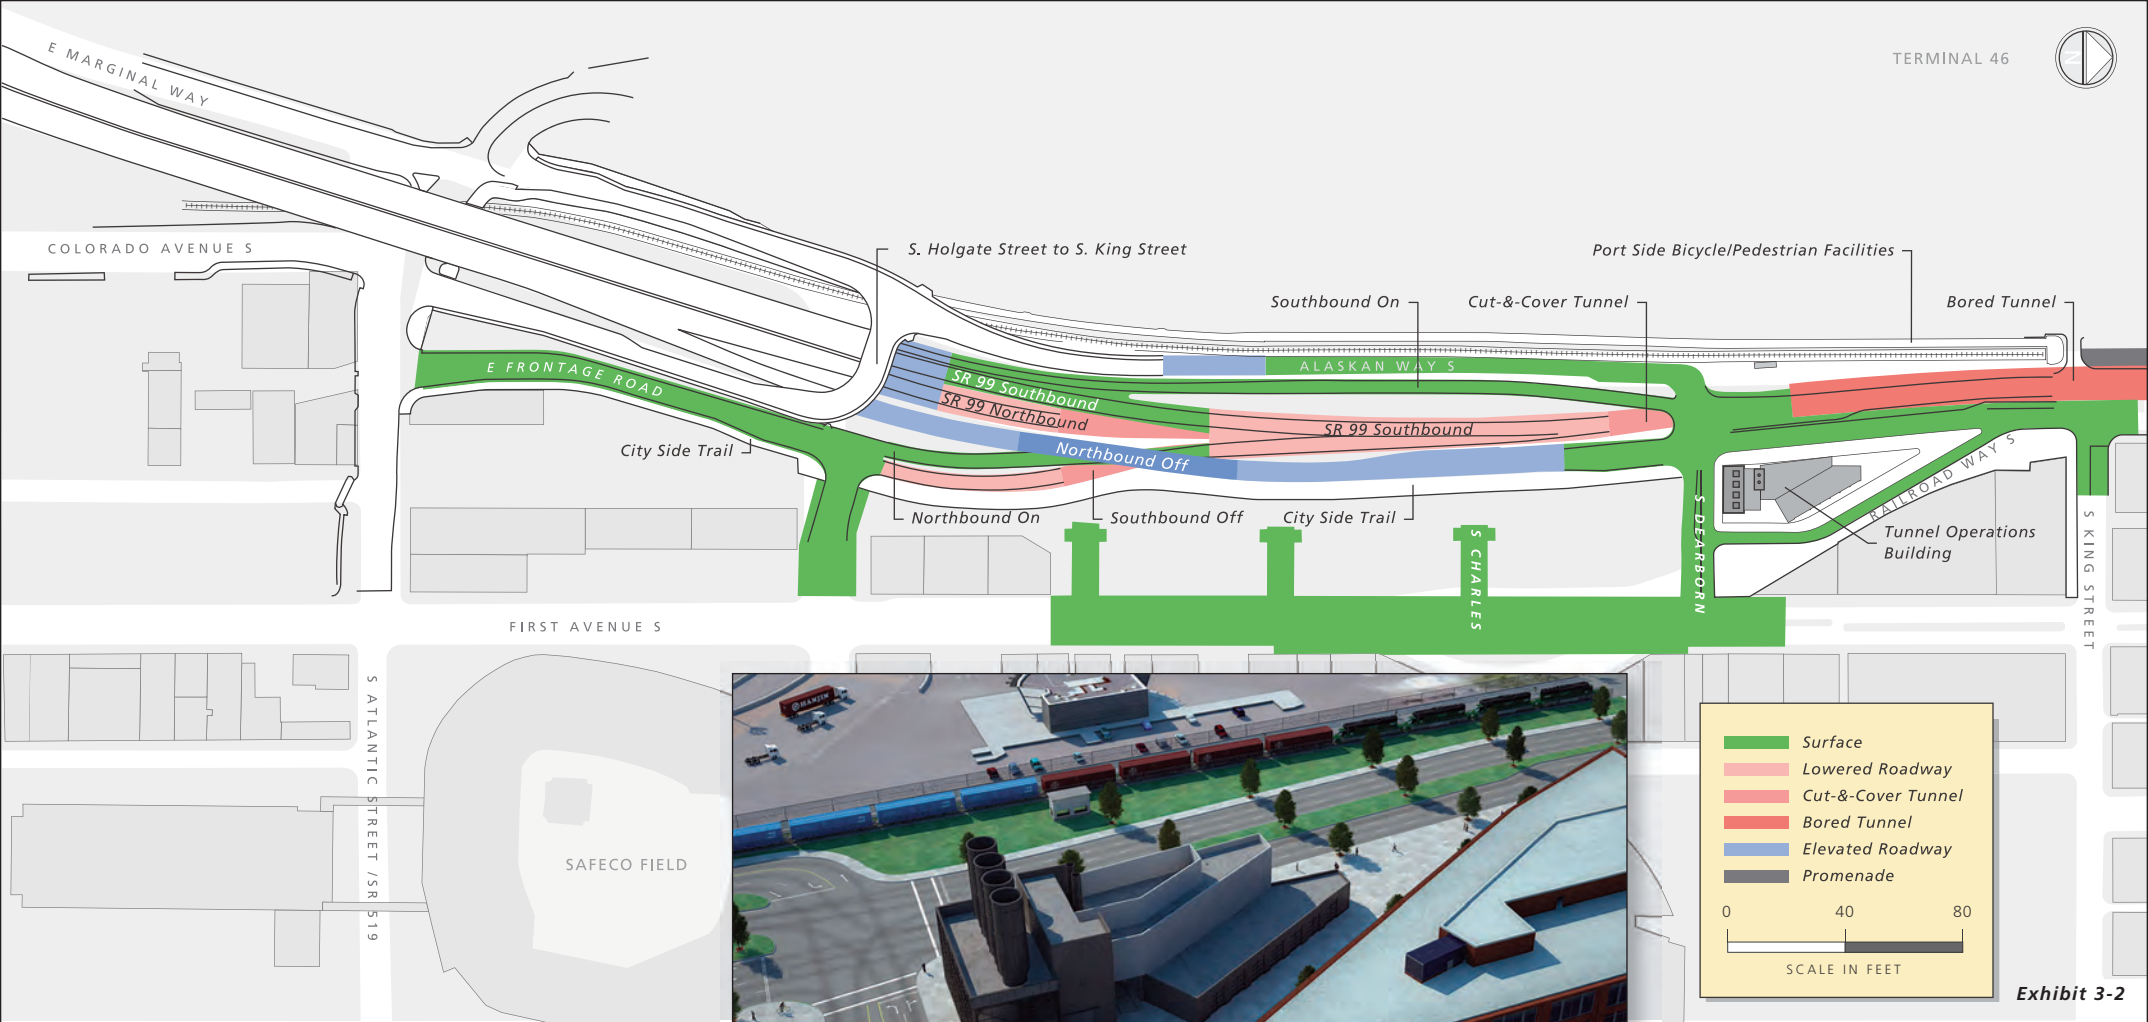 E MARGINAL WAY
TERMINAL 46
N
COLORADO AVENUE S
S. Holgate Street to S. King Street
Port Side Bicycle/Pedestrian Facilities
Southbound On
Cut-&-Cover Tunnel
Bored Tunnel
E FRONTAGE ROAD
ALASKAN WAY S
SR 99 Southbound
SR 99 Northbound
SR 99 Southbound
City Side Trail
Northbound Off
Northbound On
Southbound Off
City Side Trail
S CHARLES
S DEARBORN
RAILROAD WAY S
Tunnel Operations
Building
S KING STREET
FIRST AVENUE S
S ATLANTIC STREET /SR 519
SAFECO FIELD
HANJIN
Surface
Lowered Roadway
Cut-&-Cover Tunnel
Bored Tunnel
Elevated Roadway
Promenade
0 40 80
SCALE IN FEET
Exhibit 3-2